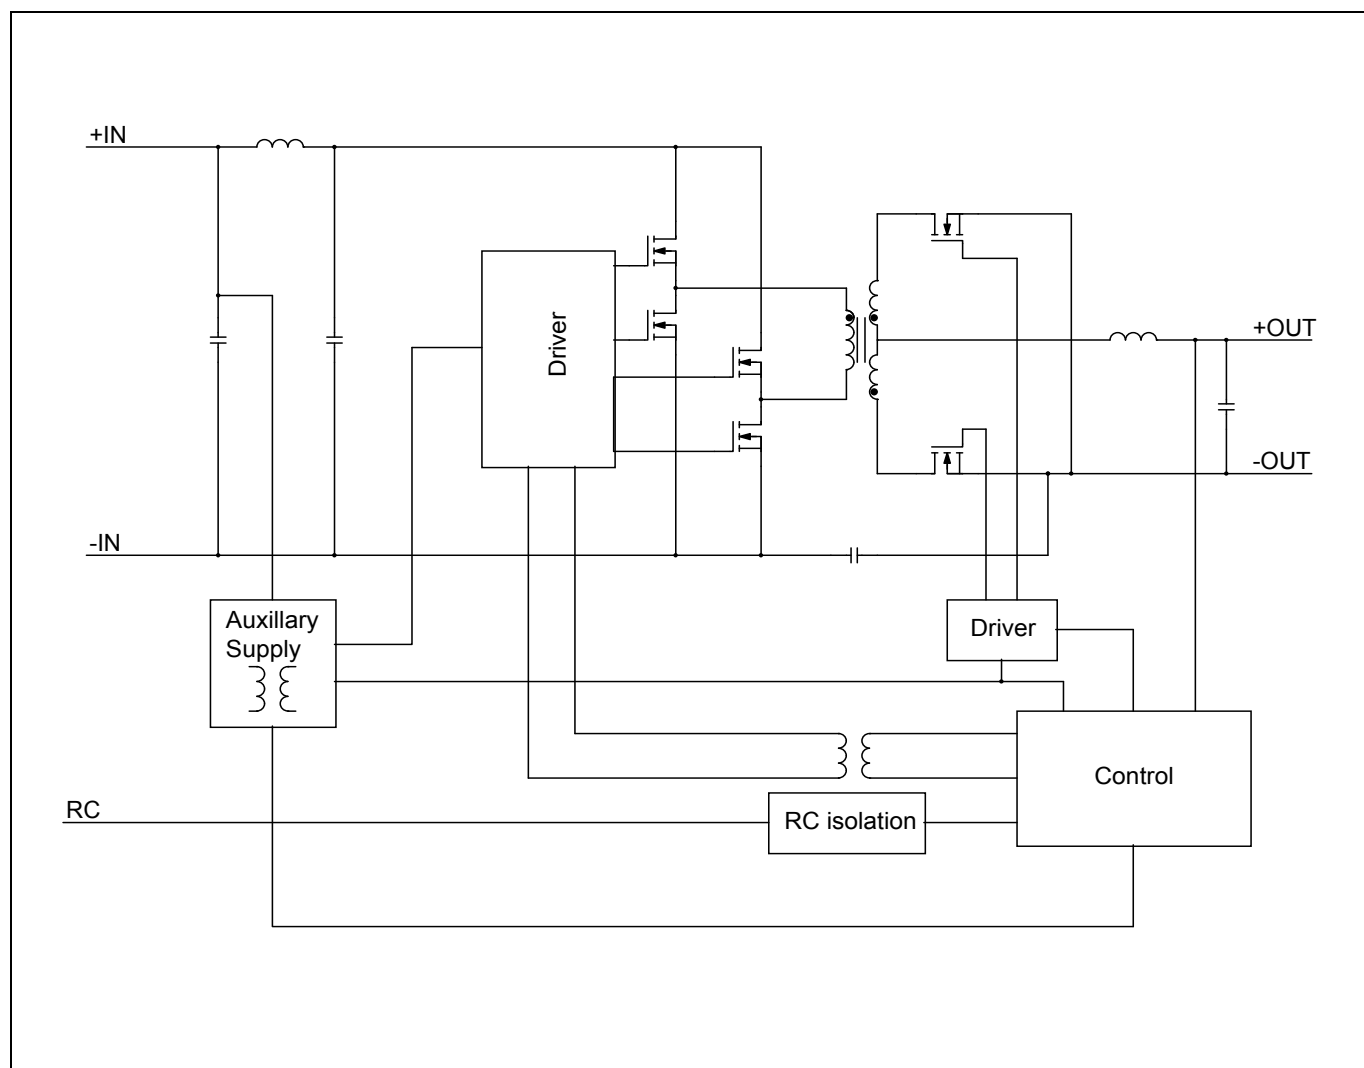 +IN
Driver
+OUT
-OUT
-IN
Auxillary
Supply
Driver
Control
RC
RC isolation